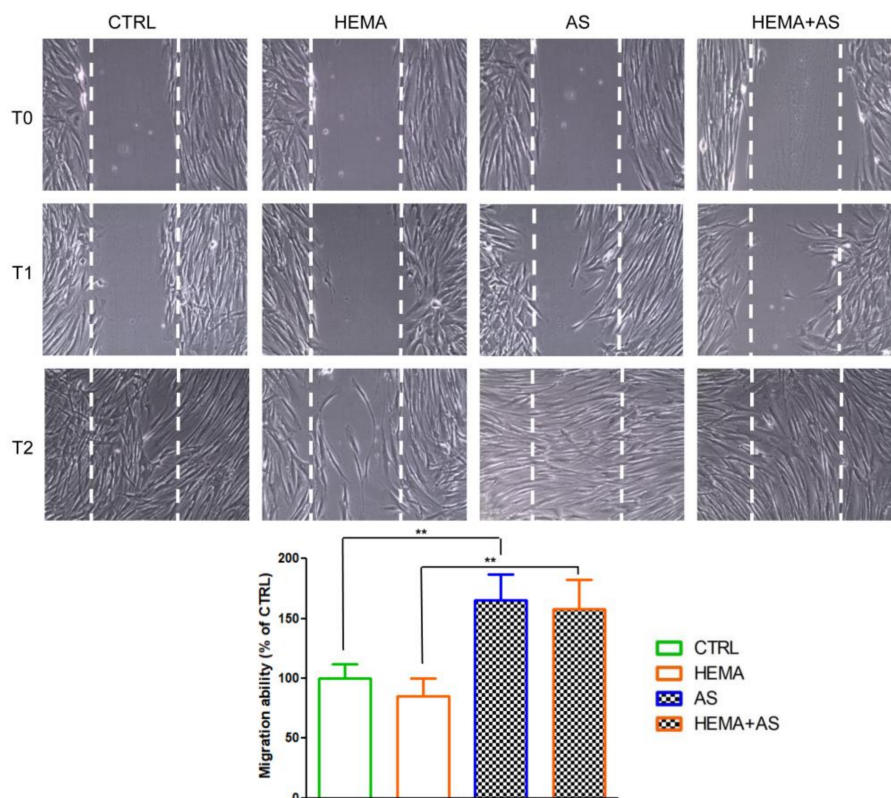 CTRL HEMA AS HEMA+AS
T0
T1
T2
** 
**
200
150
100
50
0
Migration ability (% of CTRL)
CTRL
HEMA
AS
HEMA+AS